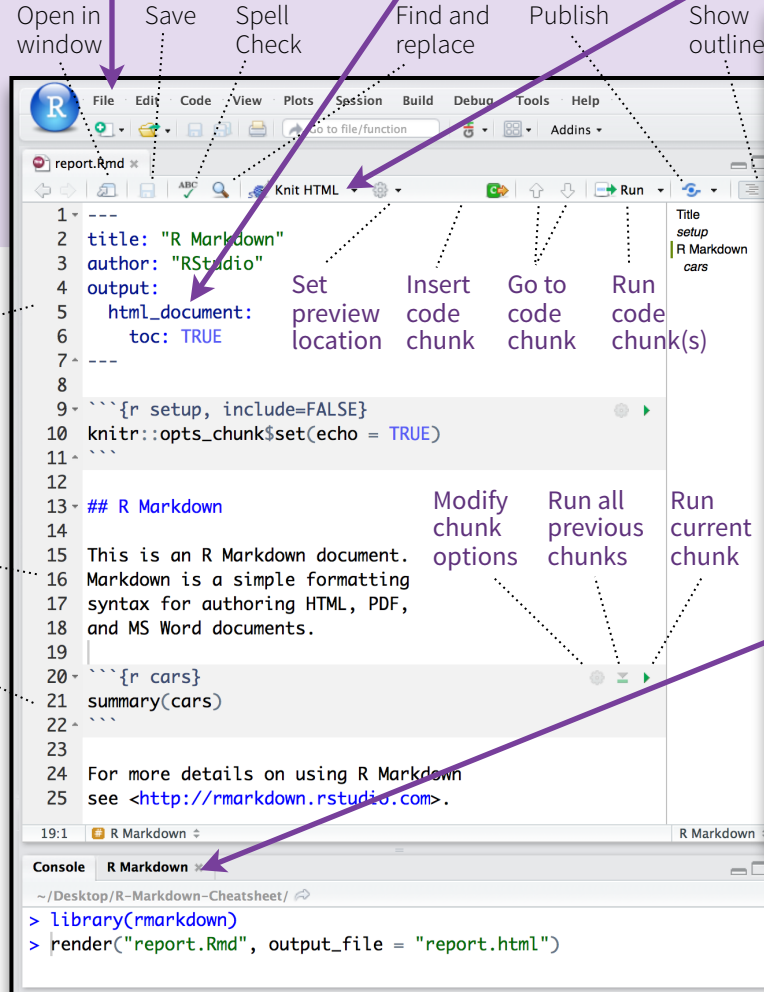 Open in window
Save
Spell Check
Find and replace
Publish
Show outline
R
File Edit Code View Plots Session Build Debug Tools Help
Go to file/function
Addins
report.Rmd
ABC
Knit HTML
C
Run
1 ---
2 title: "R Markdown"
3 author: "RStudio"
4 output:
5 html_document:
6 toc: TRUE
7 ---
8
9 ```{r setup, include=FALSE}
10 knitr::opts_chunk$set(echo = TRUE)
11 ```
12
13 ## R Markdown
14
15 This is an R Markdown document.
16 Markdown is a simple formatting
17 syntax for authoring HTML, PDF,
18 and MS Word documents.
19
20 ```{r cars}
21 summary(cars)
22 ```
23
24 For more details on using R Markdown
25 see <http://rmarkdown.rstudio.com>.
Title
setup
R Markdown
cars
Set preview location
Insert code chunk
Go to code chunk
Run code chunk(s)
Modify chunk options
Run all previous chunks
Run current chunk
19:1 # R Markdown
R Markdown
Console R Markdown
~/Desktop/R-Markdown-Cheatsheet/
> library(rmarkdown)
> render("report.Rmd", output_file = "report.html")